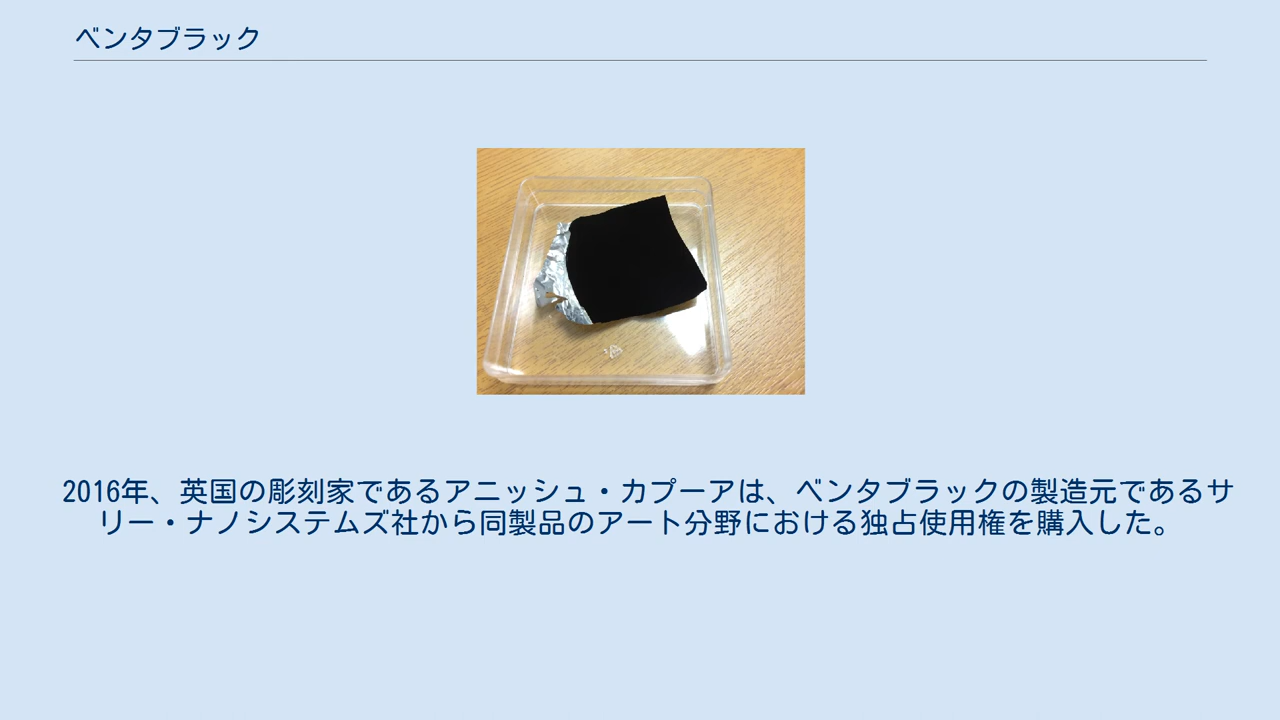 ベンタブラック
2016年、英国の彫刻家であるアニッシュ・カプーアは、ベンタブラックの製造元であるサ
リー・ナノシステムズ社から同製品のアート分野における独占使用権を購入した。